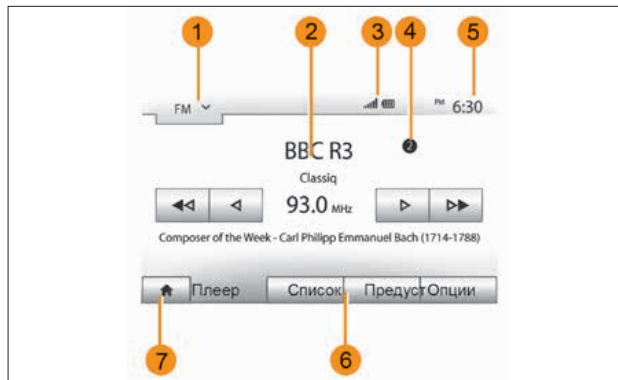 1 2 3 4 5
FM PM 6:30
BBC R3 2
Classiq
93.0 MHz
Composer of the Week - Carl Philipp Emmanuel Bach (1714-1788)
Плеер Список Предуст Опции
7 6